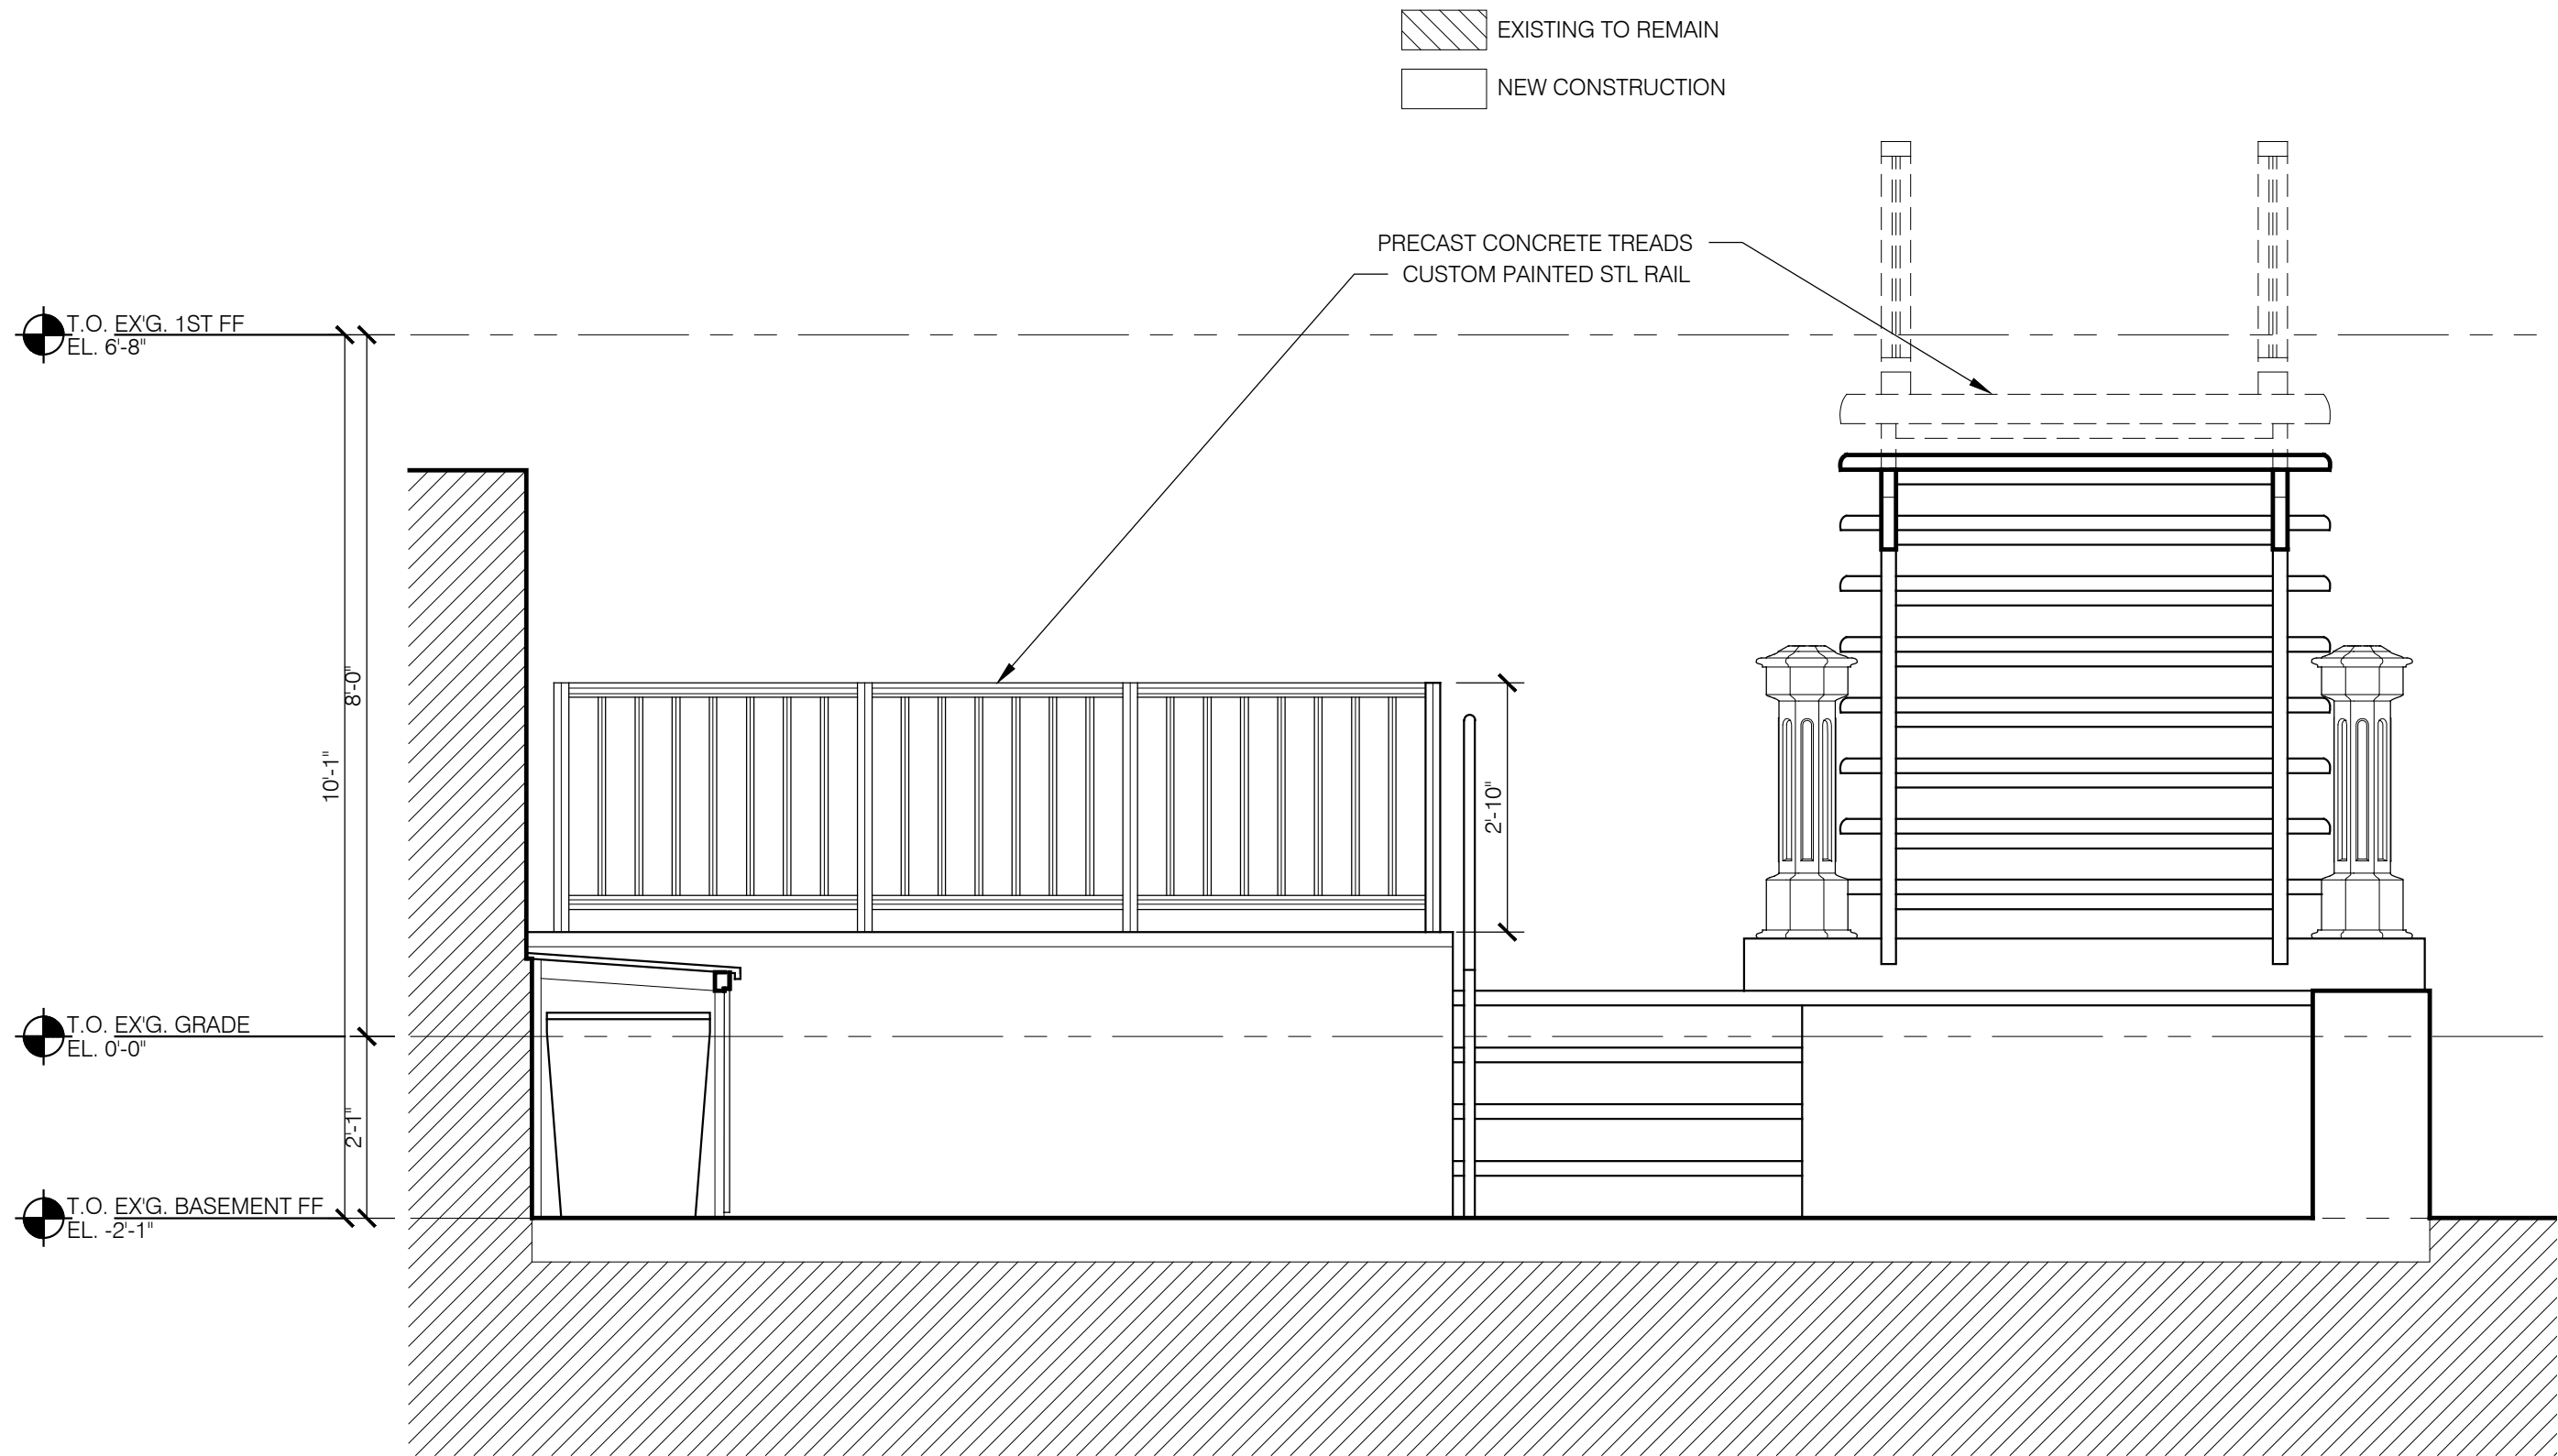 EXISTING TO REMAIN
NEW CONSTRUCTION
PRECAST CONCRETE TREADS
CUSTOM PAINTED STL RAIL
T.O. EX'G. 1ST FF
EL. 6'-8"
8'-0"
10'-1"
2'-10"
T.O. EX'G. GRADE
EL. 0'-0"
2'-1"
T.O. EX'G. BASEMENT FF
EL. -2'-1"